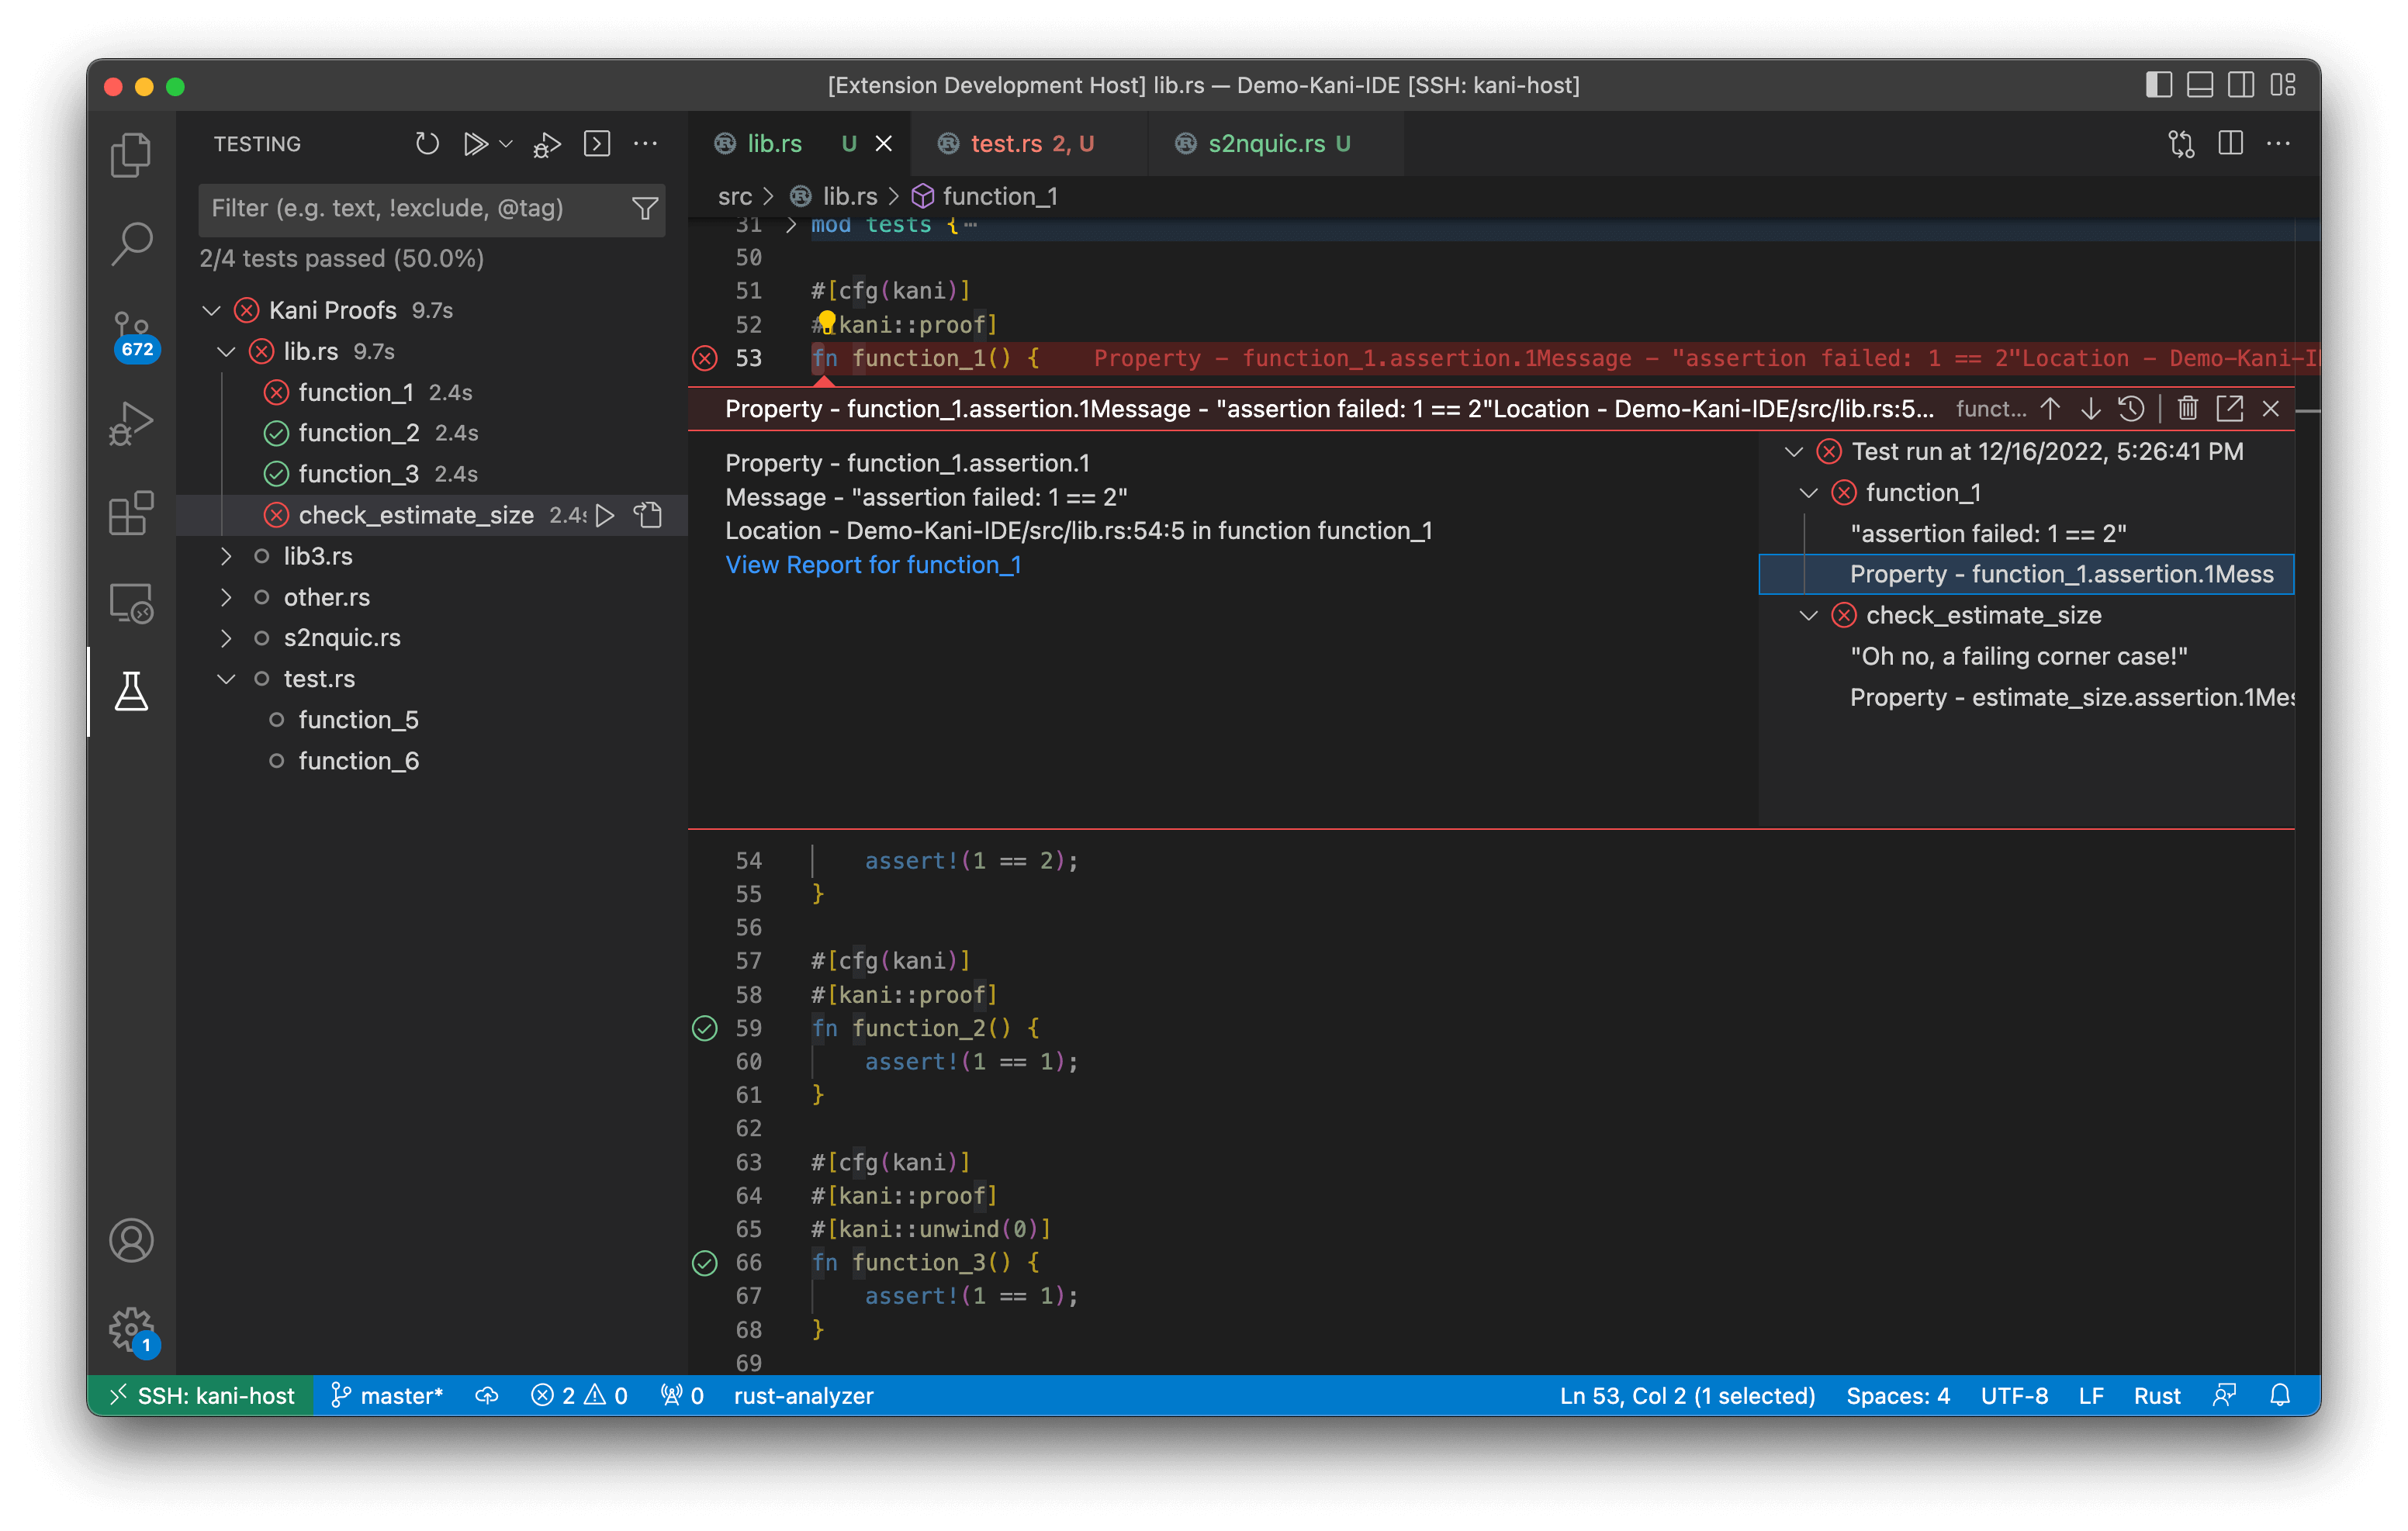 [Extension Development Host] lib.rs — Demo-Kani-IDE [SSH: kani-host]
TESTING
Filter (e.g. text, !exclude, @tag)
2/4 tests passed (50.0%)
Kani Proofs 9.7s
lib.rs 9.7s
function_1 2.4s
function_2 2.4s
function_3 2.4s
check_estimate_size 2.4s
lib3.rs
other.rs
s2nquic.rs
test.rs
function_5
function_6
672
1
lib.rs U
test.rs 2, U
s2nquic.rs U
src > lib.rs > function_1
31 mod tests {⋯
50
51 #[cfg(kani)]
52 #[kani::proof]
53 fn function_1() { Property - function_1.assertion.1Message - "assertion failed: 1 == 2"Location - Demo-Kani-I
Property - function_1.assertion.1Message - "assertion failed: 1 == 2"Location - Demo-Kani-IDE/src/lib.rs:5... funct...
Property - function_1.assertion.1
Message - "assertion failed: 1 == 2"
Location - Demo-Kani-IDE/src/lib.rs:54:5 in function function_1
View Report for function_1
Test run at 12/16/2022, 5:26:41 PM
function_1
"assertion failed: 1 == 2"
Property - function_1.assertion.1Mess
check_estimate_size
"Oh no, a failing corner case!"
Property - estimate_size.assertion.1Mes
54 assert!(1 == 2);
55 }
56
57 #[cfg(kani)]
58 #[kani::proof]
59 fn function_2() {
60 assert!(1 == 1);
61 }
62
63 #[cfg(kani)]
64 #[kani::proof]
65 #[kani::unwind(0)]
66 fn function_3() {
67 assert!(1 == 1);
68 }
69
SSH: kani-host master* 2 0 0 rust-analyzer Ln 53, Col 2 (1 selected) Spaces: 4 UTF-8 LF Rust